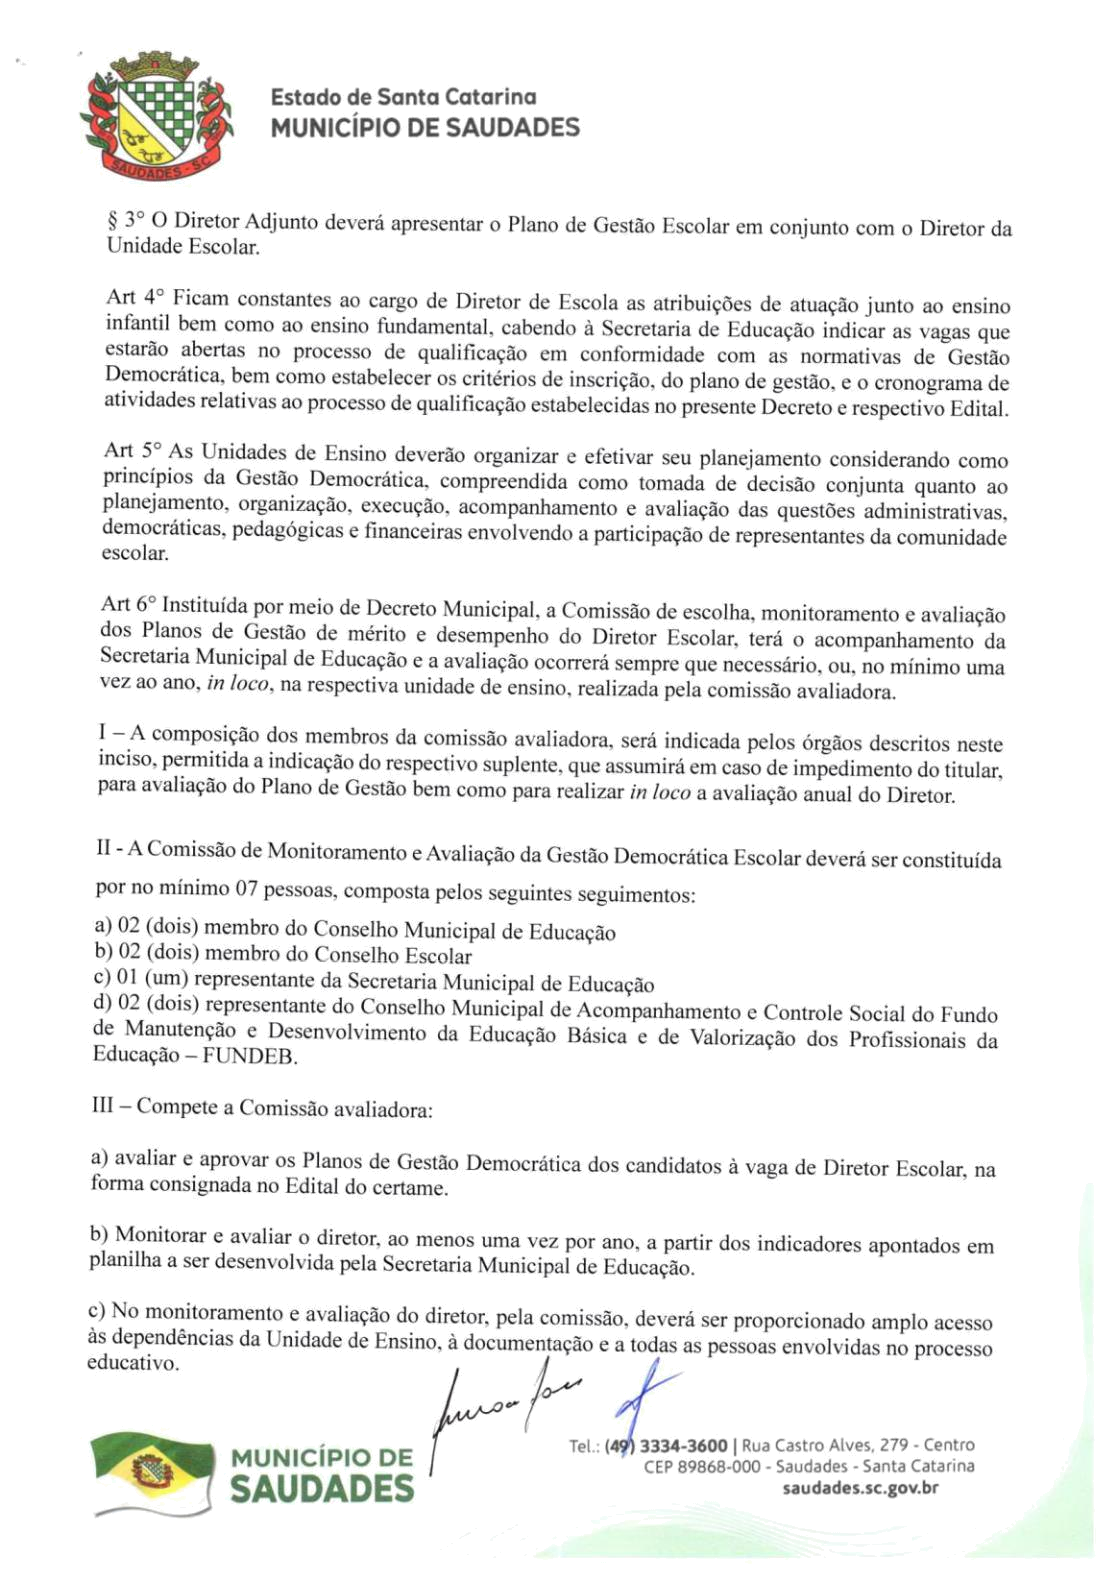 SAUDADES - SC
Estado de Santa Catarina
MUNICÍPIO DE SAUDADES
§ 3° O Diretor Adjunto deverá apresentar o Plano de Gestão Escolar em conjunto com o Diretor da
Unidade Escolar.
Art 4° Ficam constantes ao cargo de Diretor de Escola as atribuições de atuação junto ao ensino
infantil bem como ao ensino fundamental, cabendo à Secretaria de Educação indicar as vagas que
estarão abertas no processo de qualificação em conformidade com as normativas de Gestão
Democrática, bem como estabelecer os critérios de inscrição, do plano de gestão, e o cronograma de
atividades relativas ao processo de qualificação estabelecidas no presente Decreto e respectivo Edital.
Art 5° As Unidades de Ensino deverão organizar e efetivar seu planejamento considerando como
princípios da Gestão Democrática, compreendida como tomada de decisão conjunta quanto ao
planejamento, organização, execução, acompanhamento e avaliação das questões administrativas,
democráticas, pedagógicas e financeiras envolvendo a participação de representantes da comunidade
escolar.
Art 6° Instituída por meio de Decreto Municipal, a Comissão de escolha, monitoramento e avaliação
dos Planos de Gestão de mérito e desempenho do Diretor Escolar, terá o acompanhamento da
Secretaria Municipal de Educação e a avaliação ocorrerá sempre que necessário, ou, no mínimo uma
vez ao ano, in loco, na respectiva unidade de ensino, realizada pela comissão avaliadora.
I – A composição dos membros da comissão avaliadora, será indicada pelos órgãos descritos neste
inciso, permitida a indicação do respectivo suplente, que assumirá em caso de impedimento do titular,
para avaliação do Plano de Gestão bem como para realizar in loco a avaliação anual do Diretor.
II - A Comissão de Monitoramento e Avaliação da Gestão Democrática Escolar deverá ser constituída
por no mínimo 07 pessoas, composta pelos seguintes seguimentos:
a) 02 (dois) membro do Conselho Municipal de Educação
b) 02 (dois) membro do Conselho Escolar
c) 01 (um) representante da Secretaria Municipal de Educação
d) 02 (dois) representante do Conselho Municipal de Acompanhamento e Controle Social do Fundo
de Manutenção e Desenvolvimento da Educação Básica e de Valorização dos Profissionais da
Educação – FUNDEB.
III – Compete a Comissão avaliadora:
a) avaliar e aprovar os Planos de Gestão Democrática dos candidatos à vaga de Diretor Escolar, na
forma consignada no Edital do certame.
b) Monitorar e avaliar o diretor, ao menos uma vez por ano, a partir dos indicadores apontados em
planilha a ser desenvolvida pela Secretaria Municipal de Educação.
c) No monitoramento e avaliação do diretor, pela comissão, deverá ser proporcionado amplo acesso
às dependências da Unidade de Ensino, à documentação e a todas as pessoas envolvidas no processo
educativo.
MUNICÍPIO DE
SAUDADES
Tel.: (49) 3334-3600 | Rua Castro Alves, 279 - Centro
CEP 89868-000 - Saudades - Santa Catarina
saudades.sc.gov.br